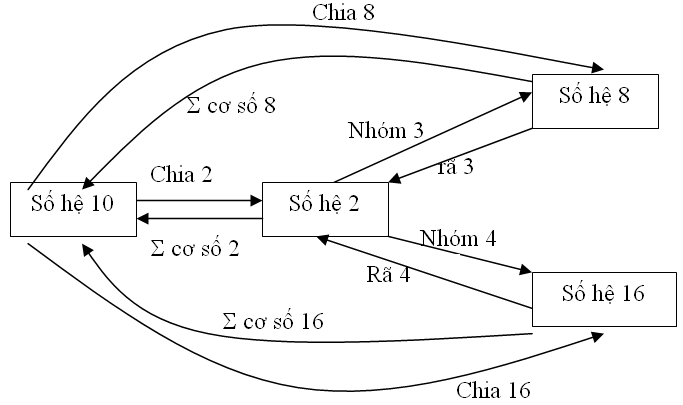 Chia 8
Số hệ 8
Σ cơ số 8
Nhóm 3
rã 3
Chia 2
Số hệ 10
Số hệ 2
Σ cơ số 2
Nhóm 4
Rã 4
Số hệ 16
Σ cơ số 16
Chia 16